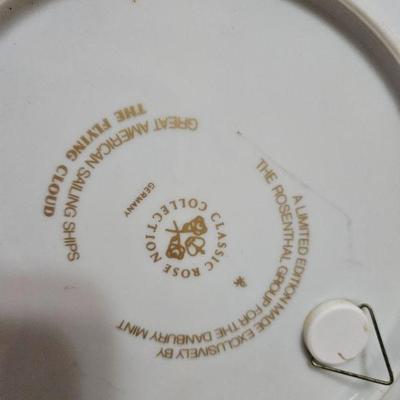 GREAT AMERICAN SAILING SHIPS
THE FLYING CLOUD
CLASSIC ROSE
COLLECTION
GERMANY
A LIMITED EDITION MADE EXCLUSIVELY BY
THE ROSENTHAL GROUP FOR THE DANBURY MINT